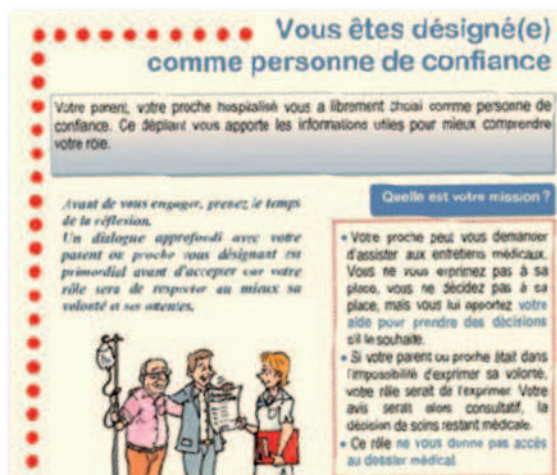 Vous êtes désigné(e)
comme personne de confiance
Votre parent, votre proche hospitalisé vous a librement choisi comme personne de
confiance. Ce dépliant vous apporte les informations utiles pour mieux comprendre
votre rôle.
Avant de vous engager, prenez le temps
de la réflexion.
Un dialogue approfondi avec votre
parent ou proche vous désignant est
primordial avant d'accepter car votre
rôle sera de respecter au mieux sa
volonté et ses attentes.
Quelle est votre mission ?
• Votre proche peut vous demander
d'assister aux entretiens médicaux.
Vous ne vous exprimez pas à sa
place, vous ne décidez pas à sa
place, mais vous lui apportez votre
aide pour prendre des décisions
s'il le souhaite.
• Si votre parent ou proche était dans
l'impossibilité d'exprimer sa volonté,
votre rôle serait de l'exprimer. Votre
avis serait alors consultatif, la
décision de soins restant médicale.
• Ce rôle ne vous donne pas accès
au dossier médical.